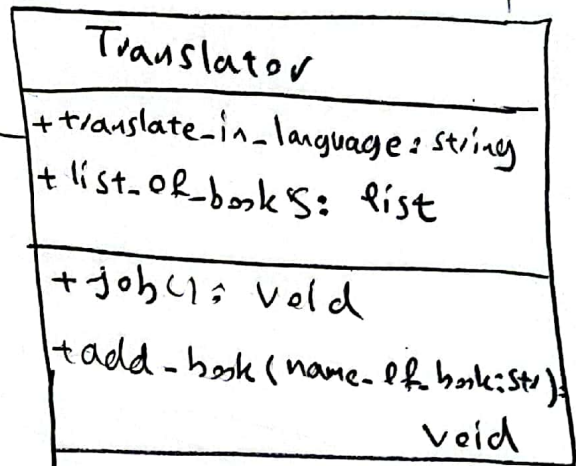 Translator
+ translate_in_language: string
+ list_of_books: list
+ job(): void
+ add_book(name_of_book:str):
void